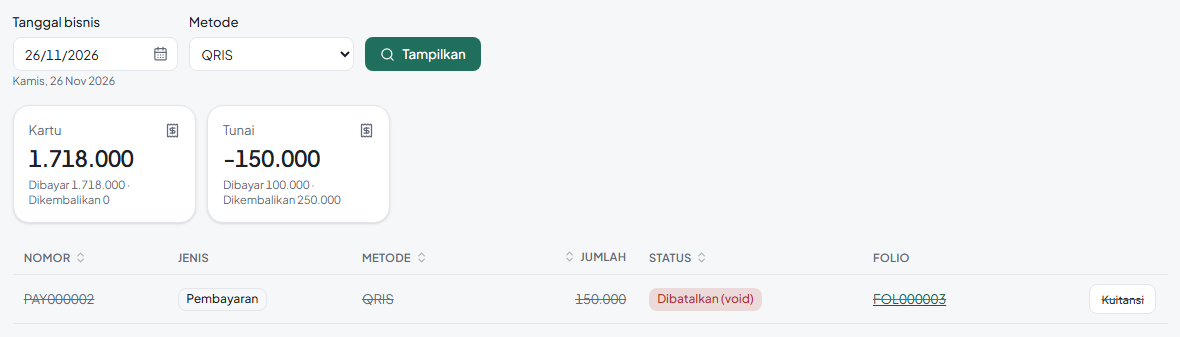 Tanggal bisnis Metode
26/11/2026 QRIS Tampilkan
Kamis, 26 Nov 2026
Kartu
1.718.000
Dibayar 1.718.000 ·
Dikembalikan 0
Tunai
-150.000
Dibayar 100.000 ·
Dikembalikan 250.000
NOMOR JENIS METODE JUMLAH STATUS FOLIO
PAY000002 Pembayaran QRIS 150.000 Dibatalkan (void) FOL000003 Kuitansi